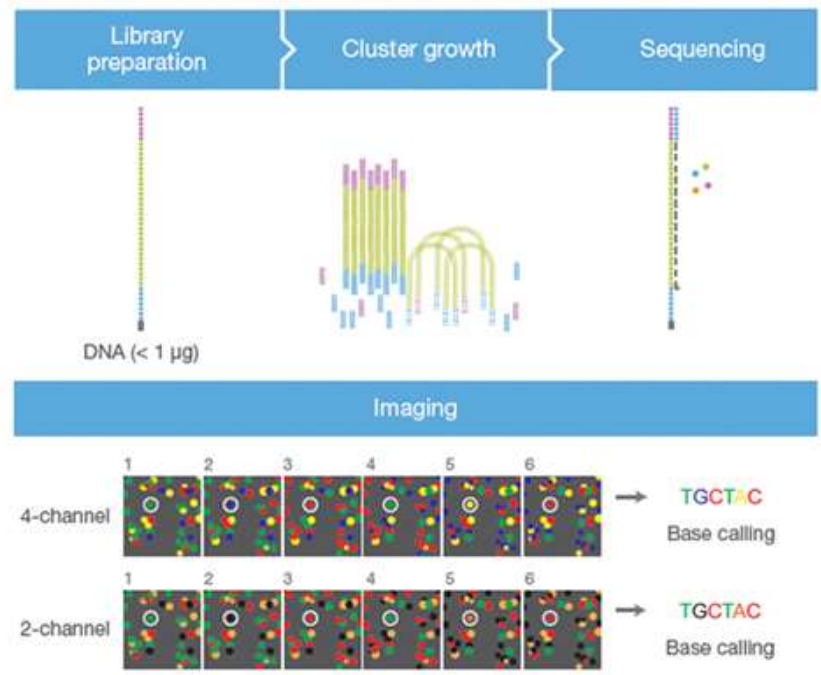 Library
preparation
Cluster growth
Sequencing
DNA (< 1 µg)
Imaging
1 2 3 4 5 6
4-channel
TGCTAC
Base calling
1 2 3 4 5 6
2-channel
TGCTAC
Base calling